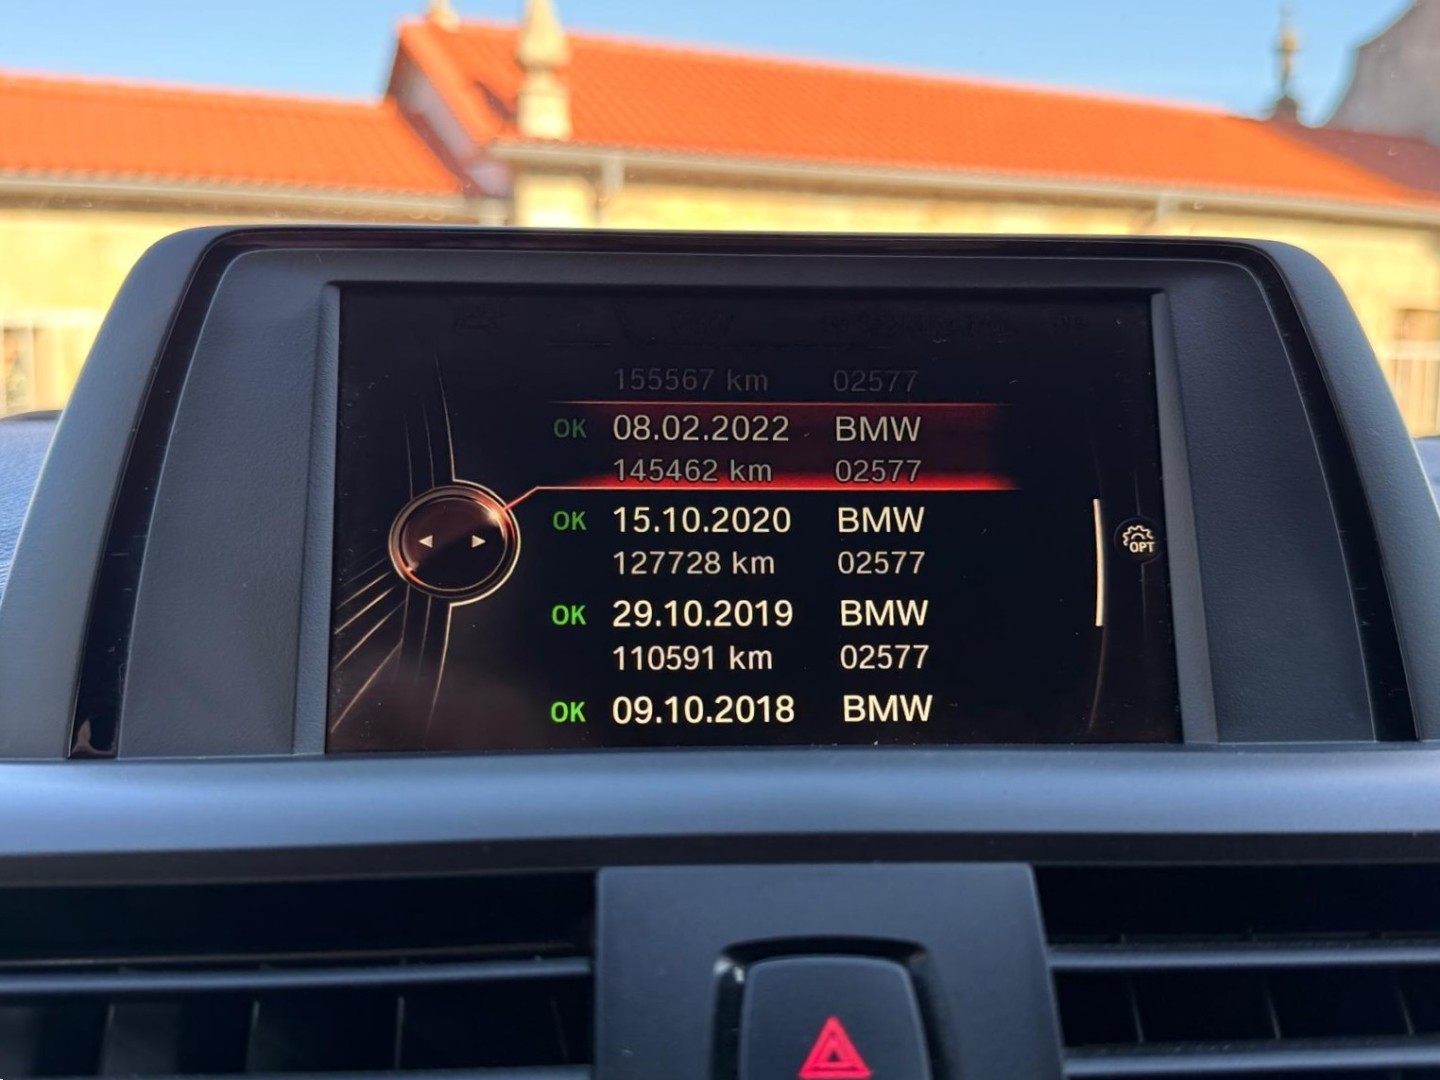 155567 km 02577
OK 08.02.2022 BMW
145462 km 02577
OK 15.10.2020 BMW
127728 km 02577
OK 29.10.2019 BMW
110591 km 02577
OK 09.10.2018 BMW
OPT